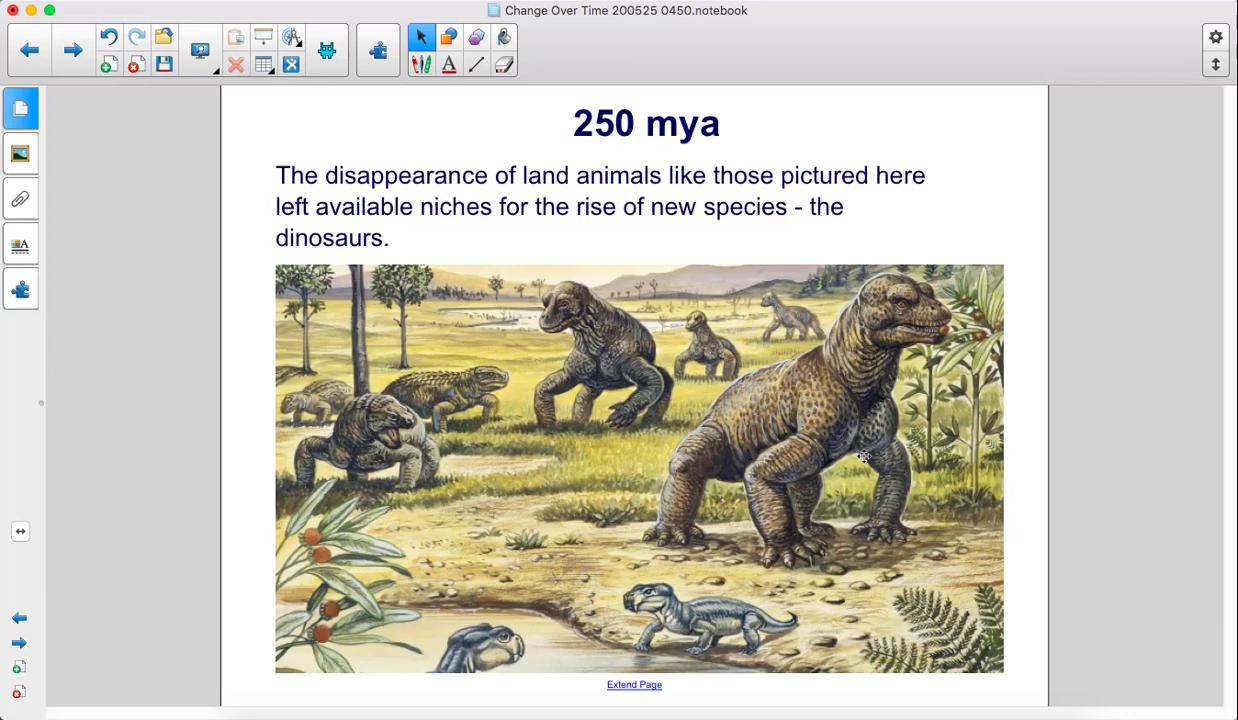 Change Over Time 200525 0450.notebook
250 mya
The disappearance of land animals like those pictured here
left available niches for the rise of new species - the
dinosaurs.
Extend Page